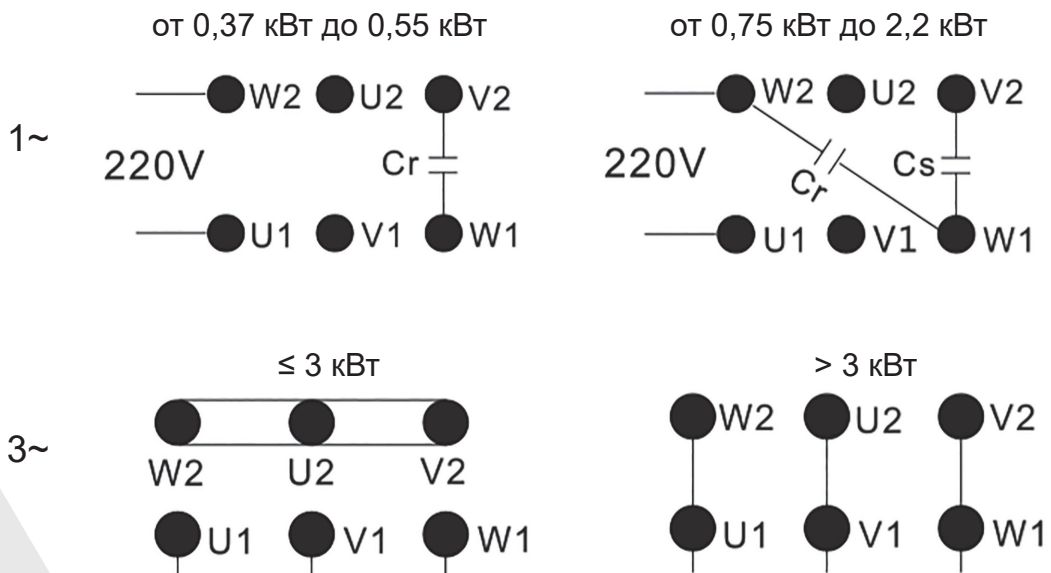 от 0,37 кВт до 0,55 кВт
от 0,75 кВт до 2,2 кВт
1~
W2 U2 V2
220V Cr
U1 V1 W1
W2 U2 V2
220V Cr Cs
U1 V1 W1
3~
≤ 3 кВт
W2 U2 V2
U1 V1 W1
> 3 кВт
W2 U2 V2
U1 V1 W1